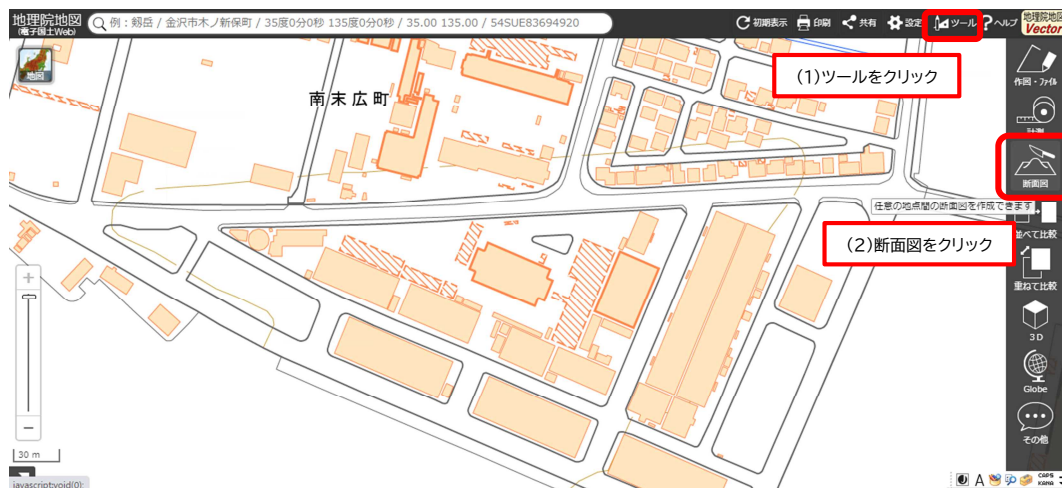 地理院地図
(電子国土Web)
例：剱岳 / 金沢市木ノ新保町 / 35度0分0秒 135度0分0秒 / 35.00 135.00 / 54SUE83694920
初期表示
印刷
共有
設定
ツール
ヘルプ
地理院地図
Vector
地図
南末広町
(1)ツールをクリック
作図・ファイル
計測
断面図
任意の地点間の断面図を作成できます
(2)断面図をクリック
並べて比較
重ねて比較
3D
Globe
その他
30 m
javascript:void(0);
A
CAPS
KANA